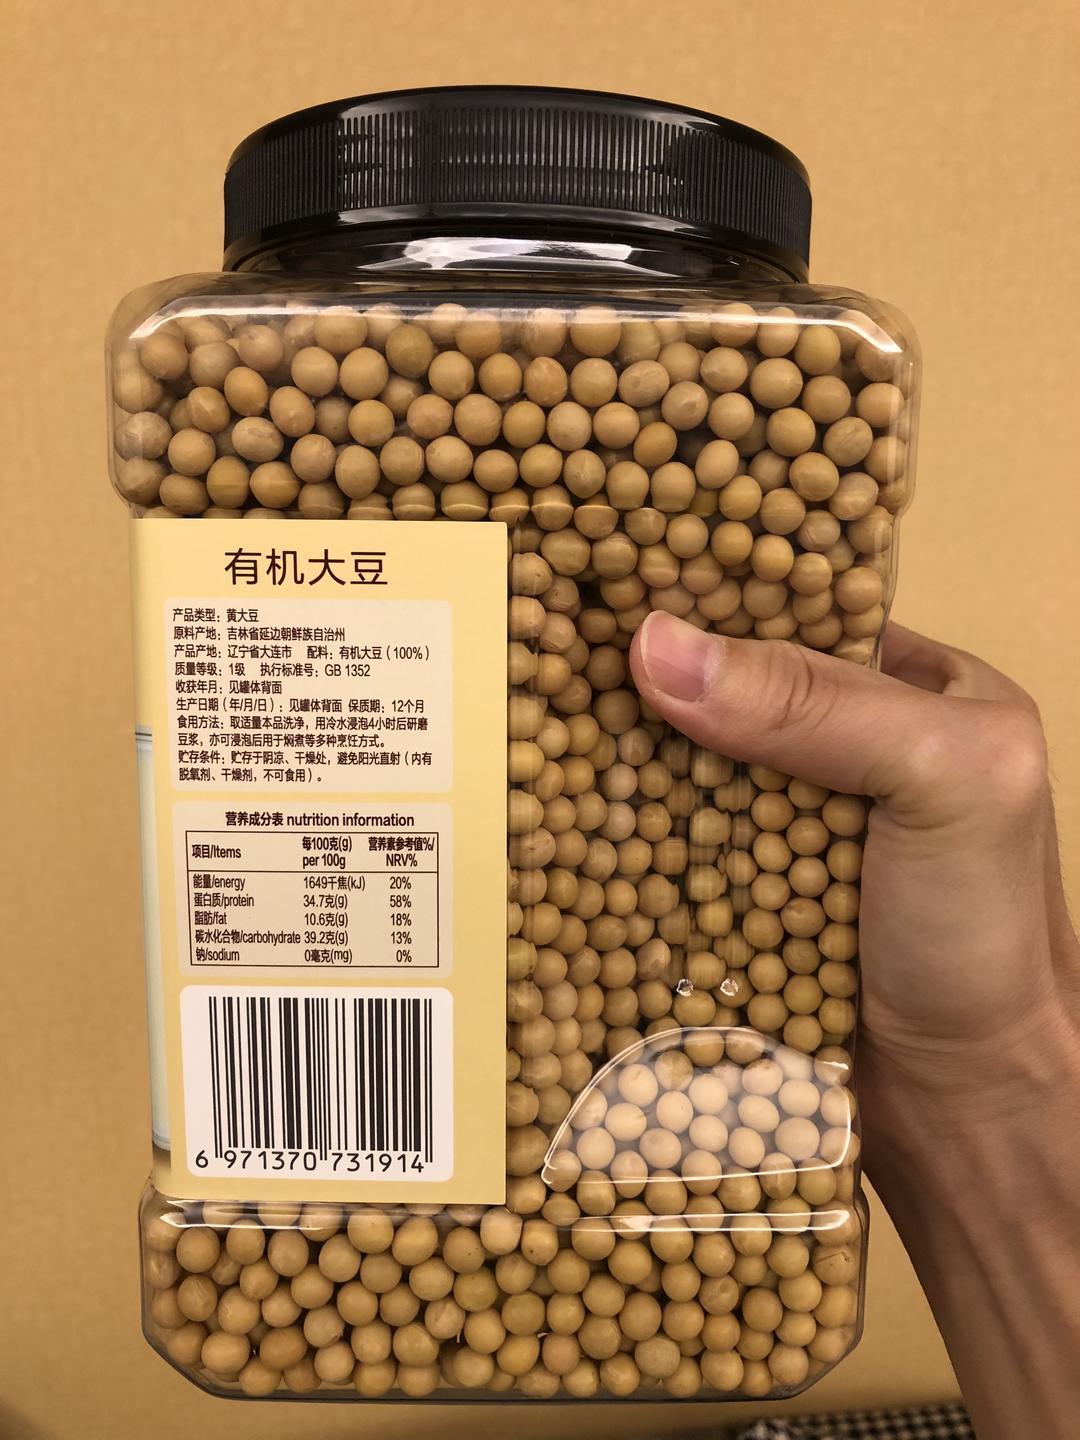 有机大豆
产品类型：黄大豆
原料产地：吉林省延边朝鲜族自治州
产品产地：辽宁省大连市 配料：有机大豆（100%）
质量等级：1级 执行标准号：GB 1352
收获年月：见罐体背面
生产日期（年/月/日）：见罐体背面 保质期：12个月
食用方法：取适量本品洗净，用冷水浸泡4小时后研磨
豆浆，亦可浸泡后用于焖煮等多种烹饪方式。
贮存条件：贮存于阴凉、干燥处，避免阳光直射（内有
脱氧剂、干燥剂，不可食用）。
营养成分表 nutrition information
项目/Items 每100克(g) per 100g 营养素参考值%/ NRV%
能量/energy 1649千焦(kJ) 20%
蛋白质/protein 34.7克(g) 58%
脂肪/fat 10.6克(g) 18%
碳水化合物/carbohydrate 39.2克(g) 13%
钠/sodium 0毫克(mg) 0%
6 971370 731914